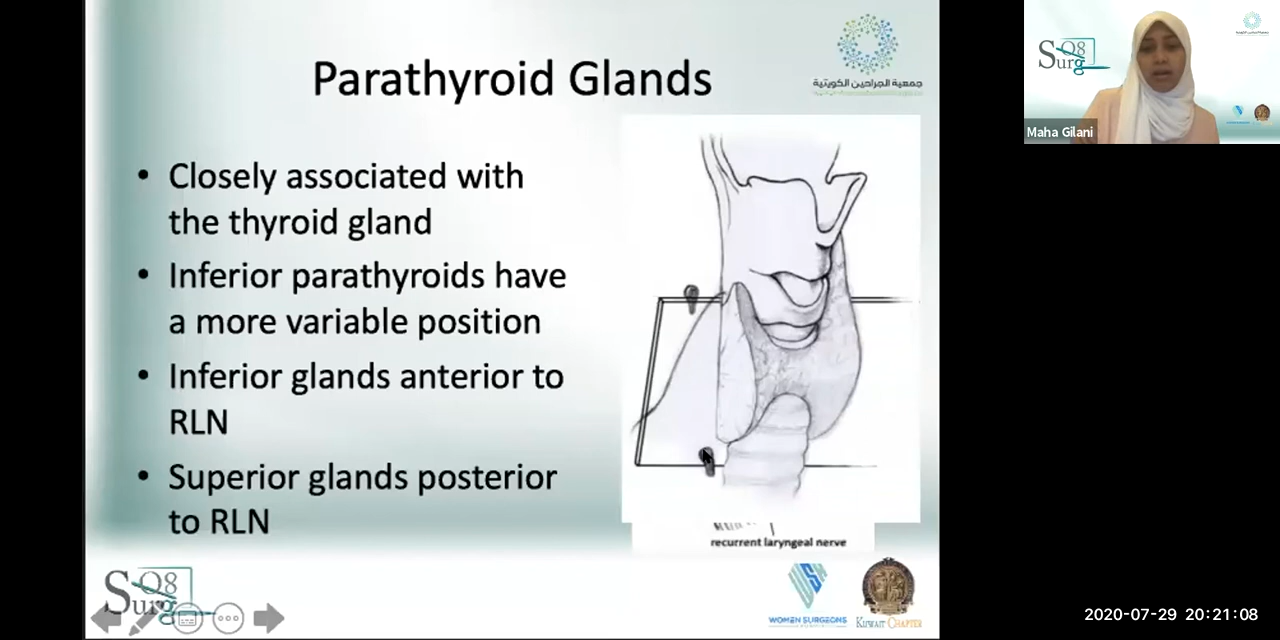 Parathyroid Glands
جمعية الجراحين الكويتية
• Closely associated with
the thyroid gland
• Inferior parathyroids have
a more variable position
• Inferior glands anterior to
RLN
• Superior glands posterior
to RLN
recurrent laryngeal nerve
Q8
Surg
WOMEN SURGEONS
KUWAIT CHAPTER
Q8
Surg
Maha Gilani
2020-07-29 20:21:08